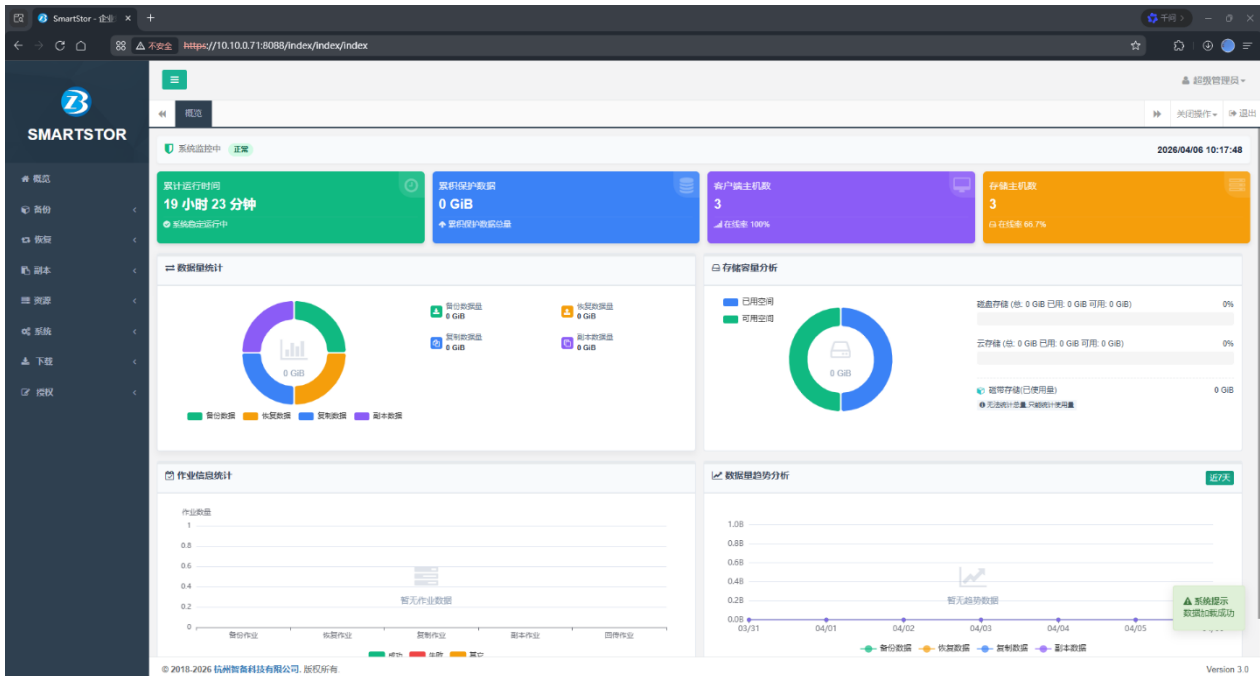 SmartStor - 企业
千问
不安全 https://10.10.0.71:8088/index/index/index
SMARTSTOR
概览
备份
恢复
副本
资源
系统
下载
授权
超级管理员
概览
关闭操作
退出
系统监控中 正常
2026/04/06 10:17:48
累计运行时间
19 小时 23 分钟
系统稳定运行中
累积保护数据
0 GiB
累积保护数据总量
客户端主机数
3
在线率 100%
存储主机数
3
在线率 66.7%
数据量统计
0 GiB
备份数据量
0 GiB
恢复数据量
0 GiB
复制数据量
0 GiB
副本数据量
0 GiB
备份数据 恢复数据 复制数据 副本数据
存储容量分析
已用空间
可用空间
0 GiB
磁盘存储 (总: 0 GiB 已用: 0 GiB 可用: 0 GiB) 0%
云存储 (总: 0 GiB 已用: 0 GiB 可用: 0 GiB) 0%
磁带存储(已使用量) 0 GiB
无法统计总量,只能统计使用量
作业信息统计
作业数量
1
0.8
0.6
0.4
0.2
0
暂无作业数据
备份作业 恢复作业 复制作业 副本作业 回传作业
成功 失败 其它
数据量趋势分析
近7天
1.0B
0.8B
0.6B
0.4B
0.2B
0.0B
暂无趋势数据
03/31 04/01 04/02 04/03 04/04 04/05
备份数据 恢复数据 复制数据 副本数据
系统提示
数据加载成功
© 2018-2026 杭州智备科技有限公司. 版权所有.
Version 3.0